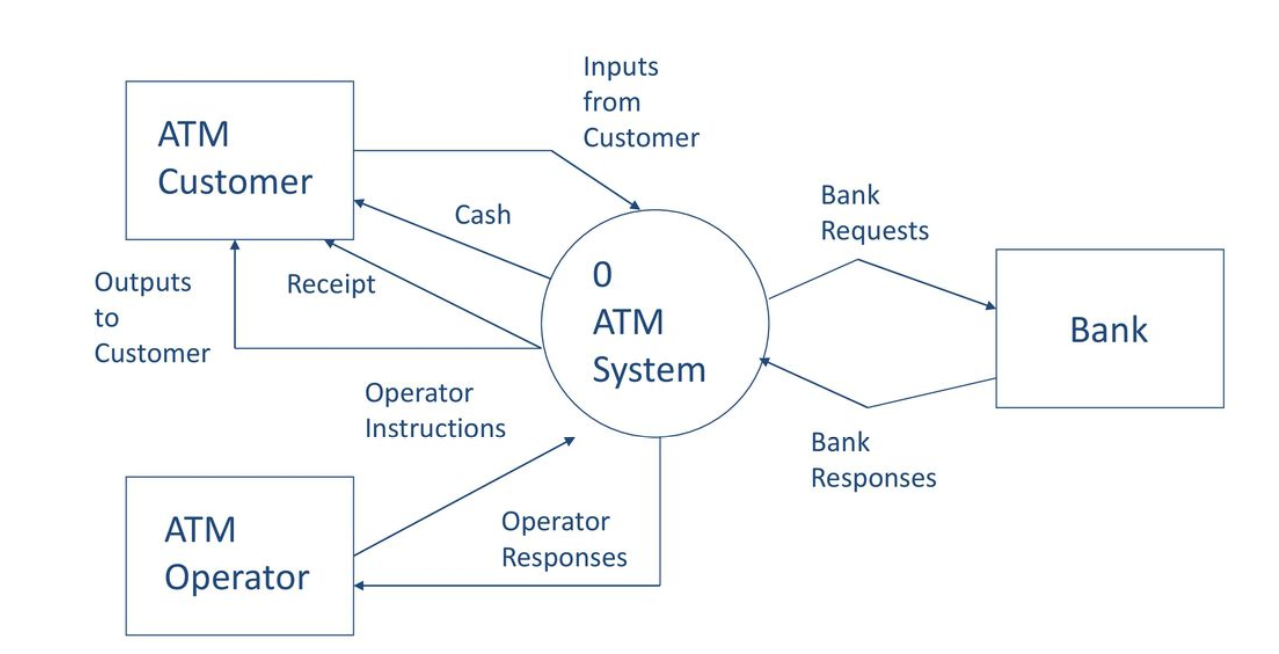 Inputs
from
Customer
ATM
Customer
Cash
Bank
Requests
Outputs
to
Customer
Receipt
0
ATM
System
Bank
Operator
Instructions
Bank
Responses
ATM
Operator
Operator
Responses